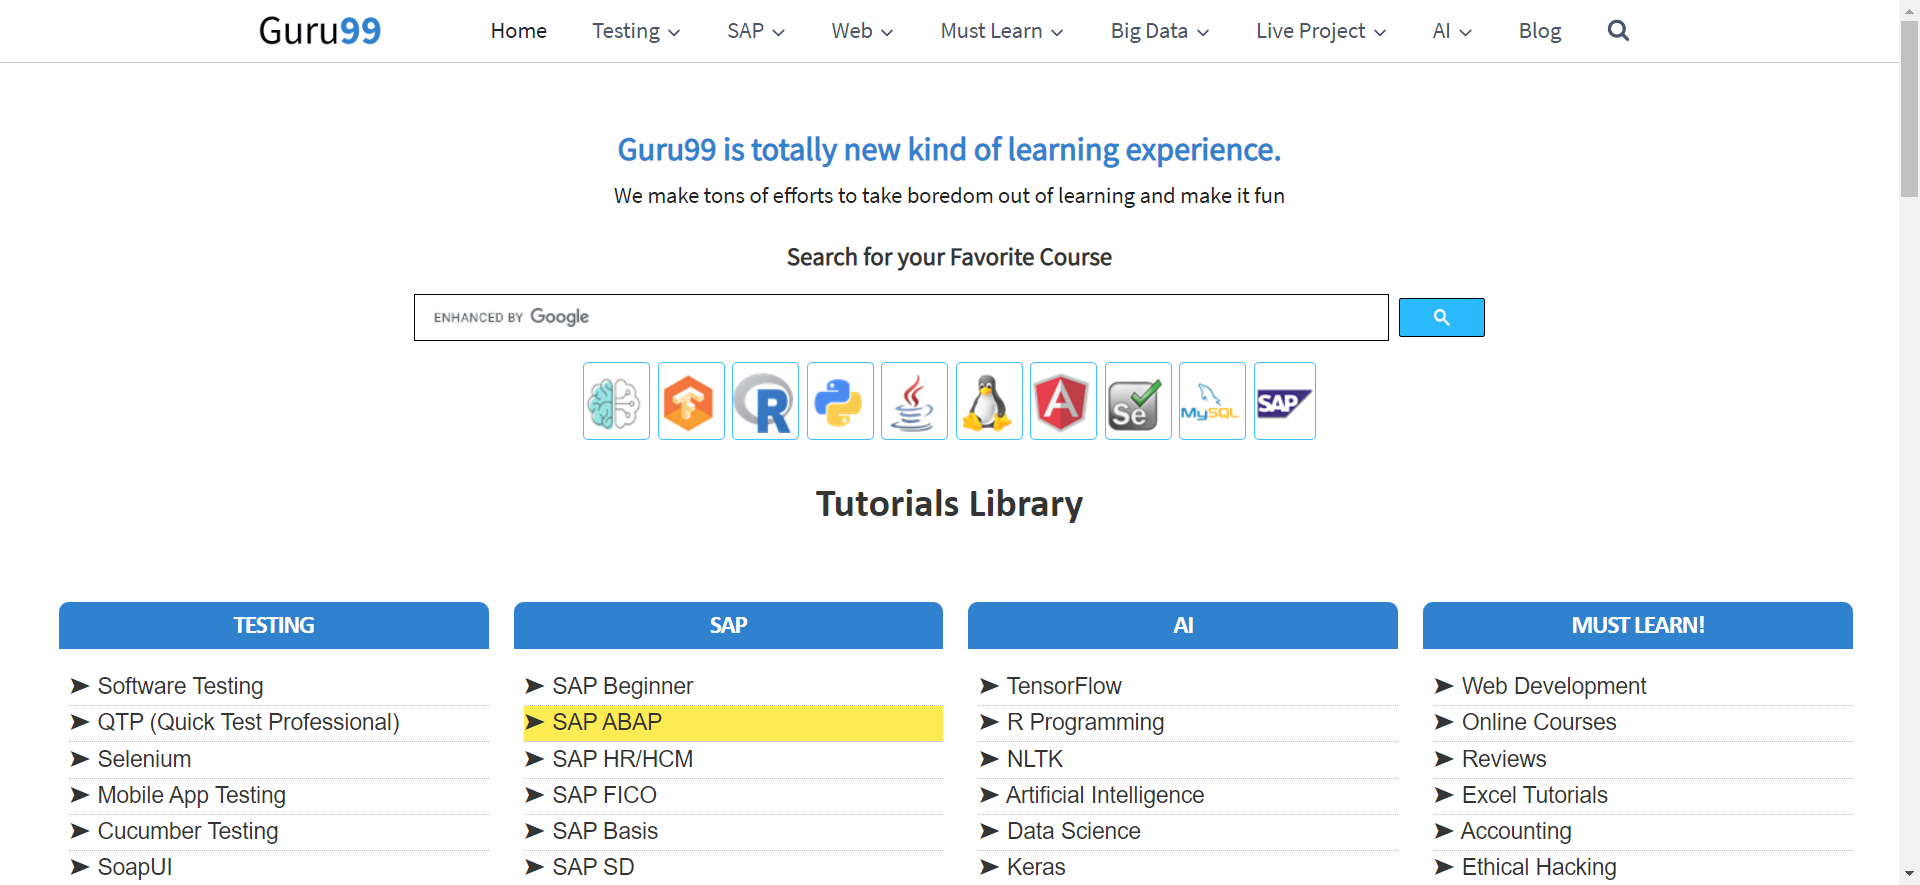 Guru99 Home Testing SAP Web Must Learn Big Data Live Project AI Blog
Guru99 is totally new kind of learning experience.
We make tons of efforts to take boredom out of learning and make it fun
Search for your Favorite Course
ENHANCED BY Google
R Se MySQL SAP
Tutorials Library
TESTING
➤ Software Testing
➤ QTP (Quick Test Professional)
➤ Selenium
➤ Mobile App Testing
➤ Cucumber Testing
➤ SoapUI
SAP
➤ SAP Beginner
➤ SAP ABAP
➤ SAP HR/HCM
➤ SAP FICO
➤ SAP Basis
➤ SAP SD
AI
➤ TensorFlow
➤ R Programming
➤ NLTK
➤ Artificial Intelligence
➤ Data Science
➤ Keras
MUST LEARN!
➤ Web Development
➤ Online Courses
➤ Reviews
➤ Excel Tutorials
➤ Accounting
➤ Ethical Hacking